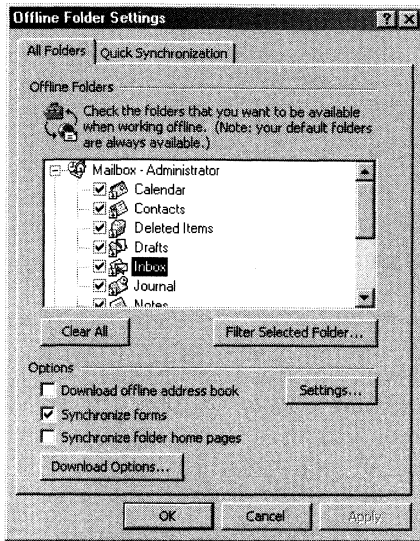 Offline Folder Settings
All Folders
Quick Synchronization
Offline Folders
Check the folders that you want to be available
when working offline. (Note: your default folders
are always available.)
Mailbox - Administrator
Calendar
Contacts
Deleted Items
Drafts
Inbox
Journal
Notes
Clear All
Filter Selected Folder...
Options
Download offline address book
Settings...
Synchronize forms
Synchronize folder home pages
Download Options...
OK
Cancel
Apply